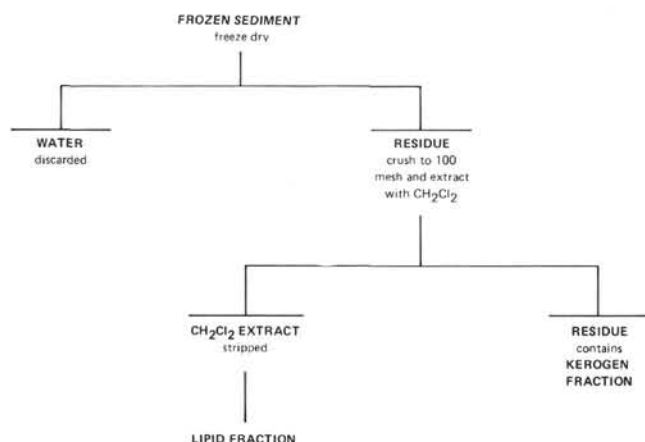 FROZEN SEDIMENT
freeze dry
WATER
discarded
RESIDUE
crush to 100
mesh and extract
with CH₂Cl₂
CH₂Cl₂ EXTRACT
stripped
RESIDUE
contains
KEROGEN
FRACTION
LIPID FRACTION